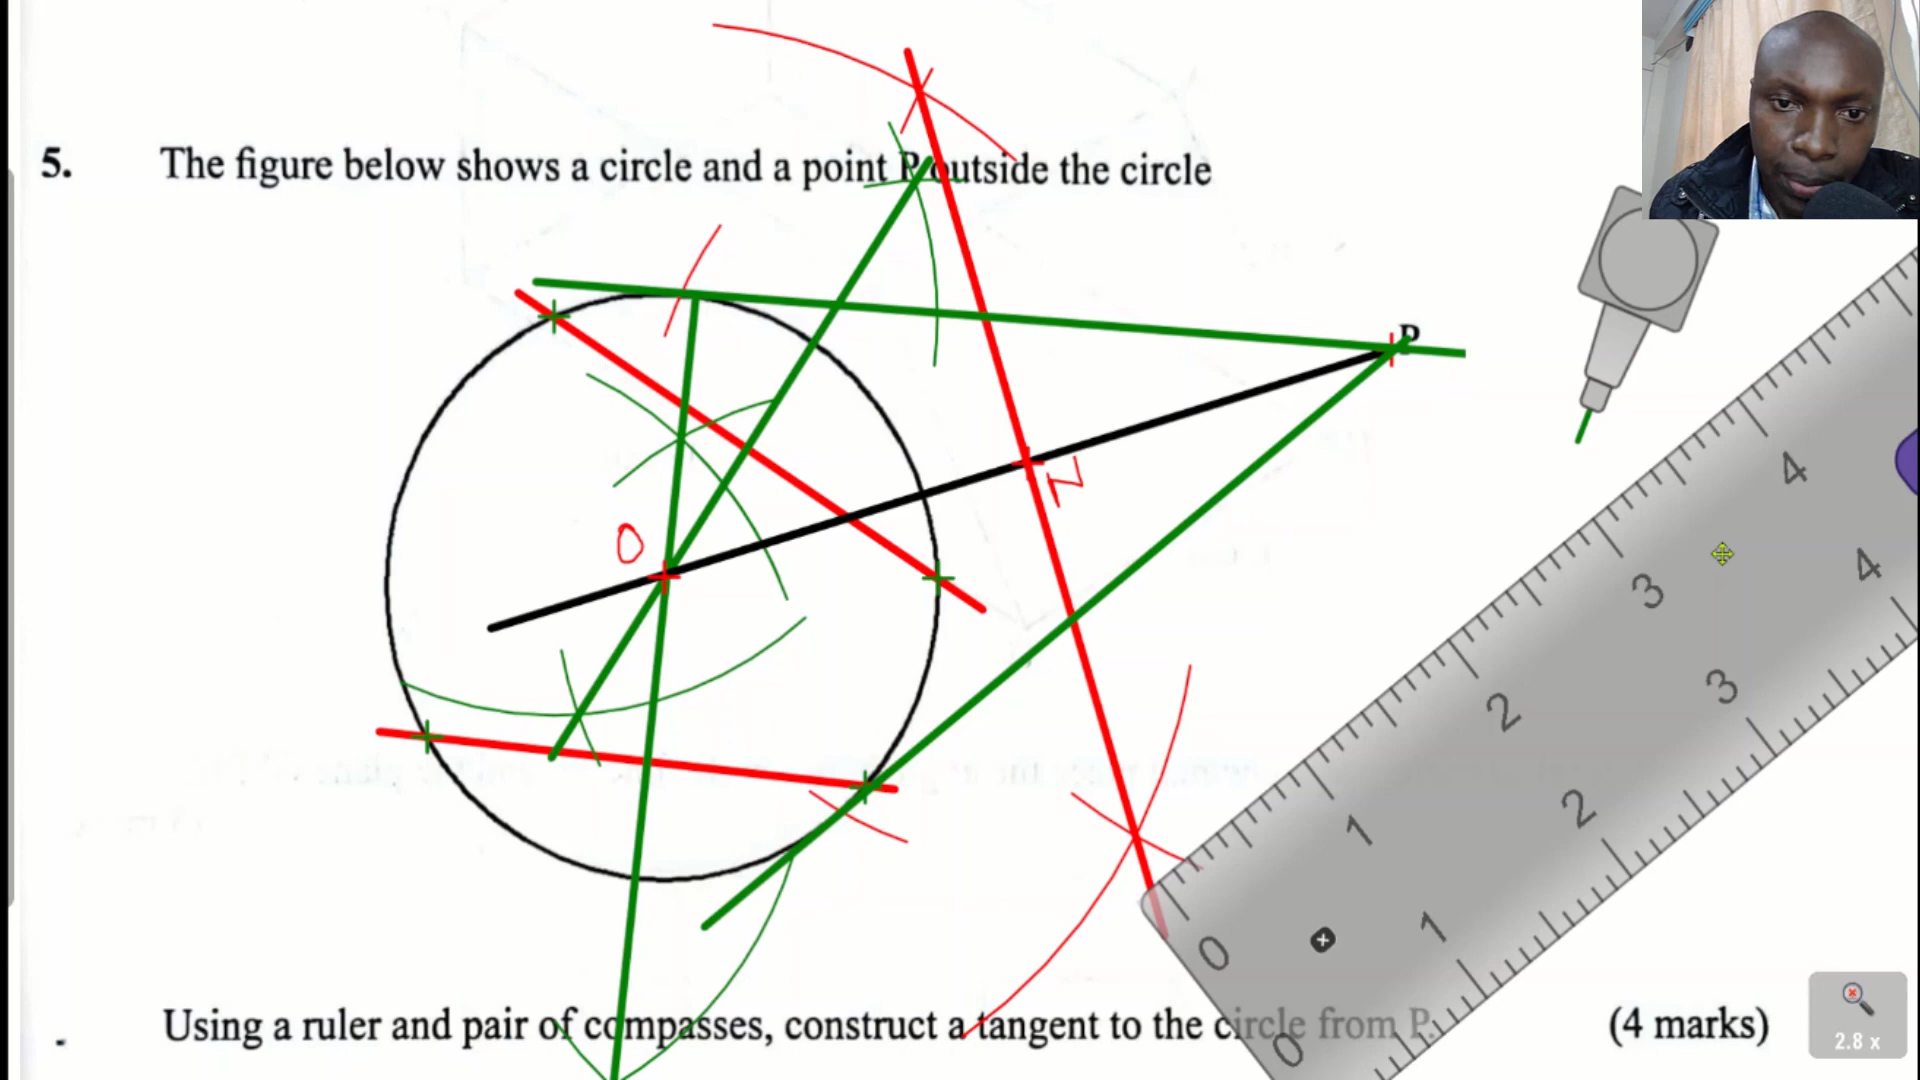 5. The figure below shows a circle and a point P outside the circle
P
O
N
4
4
3
3
2
2
1
1
0
0
Using a ruler and pair of compasses, construct a tangent to the circle from P. (4 marks)
2.8 x